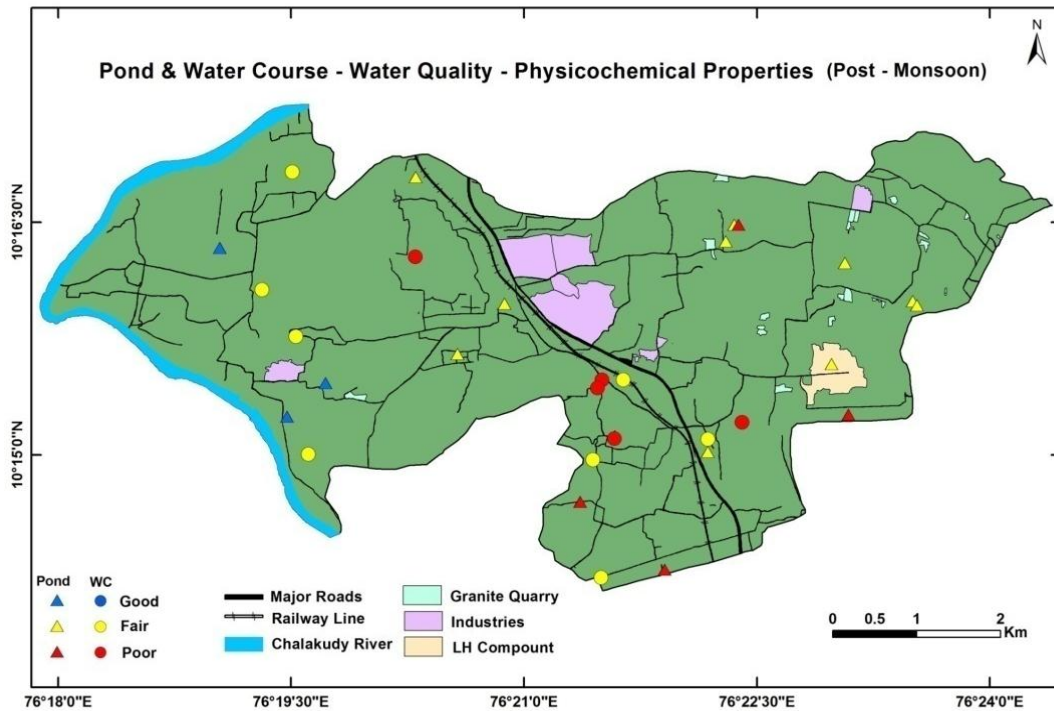 N
Pond & Water Course - Water Quality - Physicochemical Properties (Post - Monsoon)
10°16'30"N
10°15'0"N
Pond WC
Good
Fair
Poor
Major Roads
Railway Line
Chalakudy River
Granite Quarry
Industries
LH Compount
0 0.5 1 2
Km
76°18'0"E 76°19'30"E 76°21'0"E 76°22'30"E 76°24'0"E